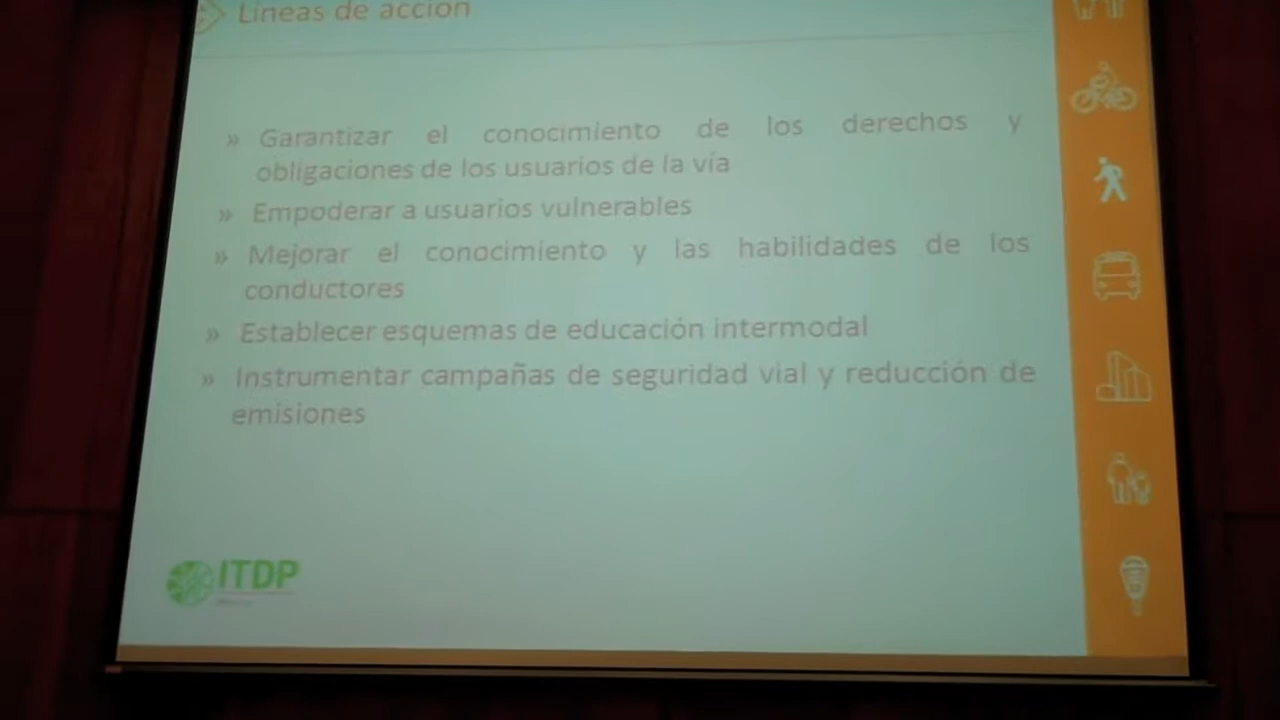 Líneas de acción
» Garantizar el conocimiento de los derechos y
obligaciones de los usuarios de la vía
» Empoderar a usuarios vulnerables
» Mejorar el conocimiento y las habilidades de los
conductores
» Establecer esquemas de educación intermodal
» Instrumentar campañas de seguridad vial y reducción de
emisiones
ITDP